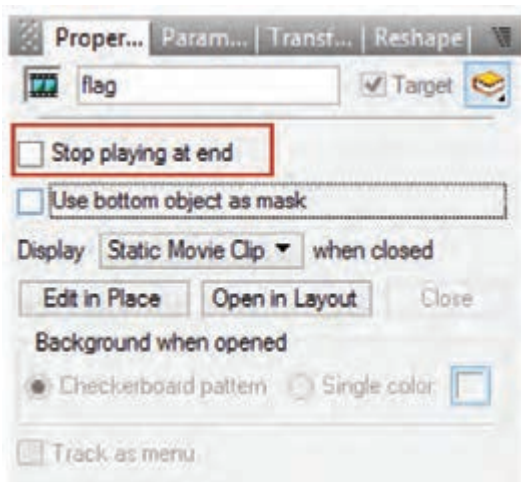 Proper... Param... Transf... Reshape
flag Target
Stop playing at end
Use bottom object as mask
Display Static Movie Clip when closed
Edit in Place Open in Layout Close
Background when opened
Checkerboard pattern Single color
Track as menu